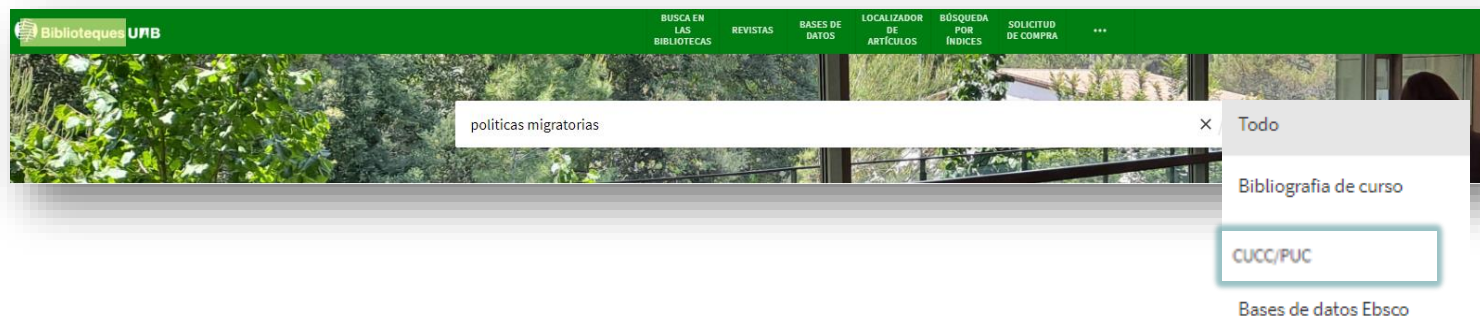 Biblioteques UAB
BUSCA EN
LAS
BIBLIOTECAS
REVISTAS
BASES DE
DATOS
LOCALIZADOR
DE
ARTÍCULOS
BÚSQUEDA
POR
ÍNDICES
SOLICITUD
DE COMPRA
•••
politicas migratorias
×
Todo
Bibliografia de curso
CUCC/PUC
Bases de datos Ebsco